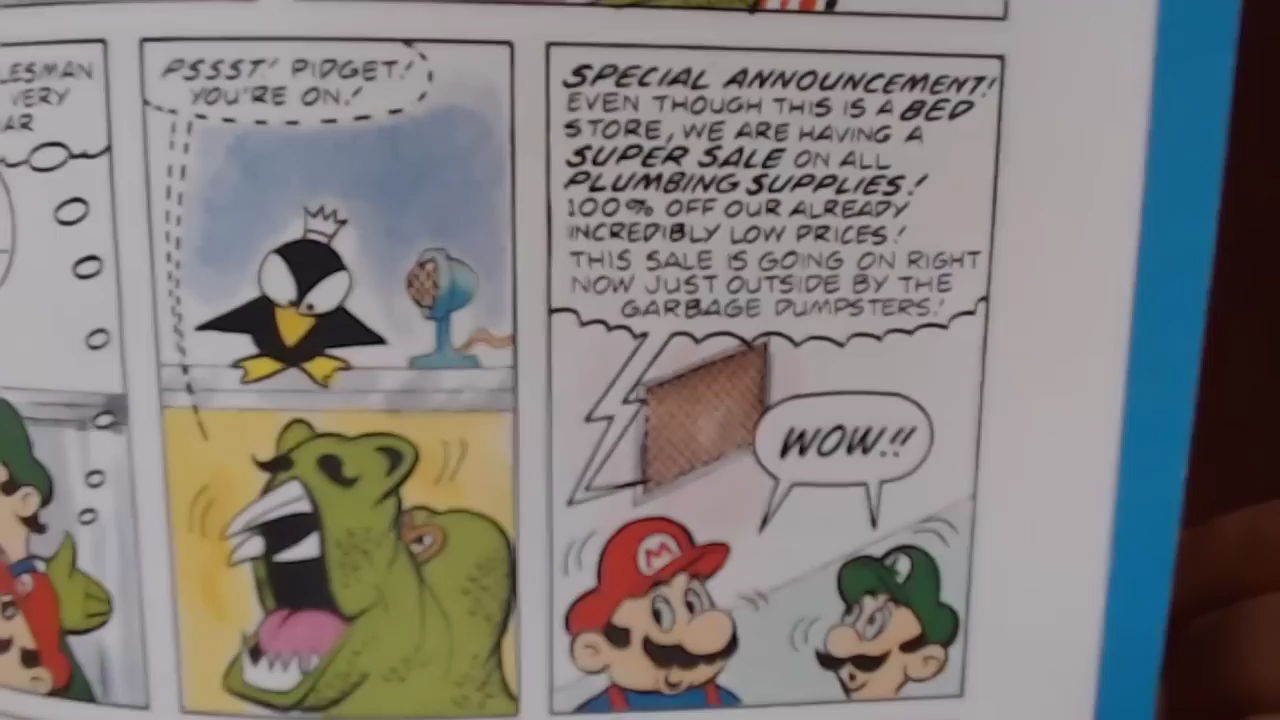 LESMAN
VERY
AR
PSSST! PIDGET!
YOU'RE ON!
SPECIAL ANNOUNCEMENT!
EVEN THOUGH THIS IS A BED
STORE, WE ARE HAVING A
SUPER SALE ON ALL
PLUMBING SUPPLIES!
100% OFF OUR ALREADY
INCREDIBLY LOW PRICES!
THIS SALE IS GOING ON RIGHT
NOW JUST OUTSIDE BY THE
GARBAGE DUMPSTERS!
WOW!!
M